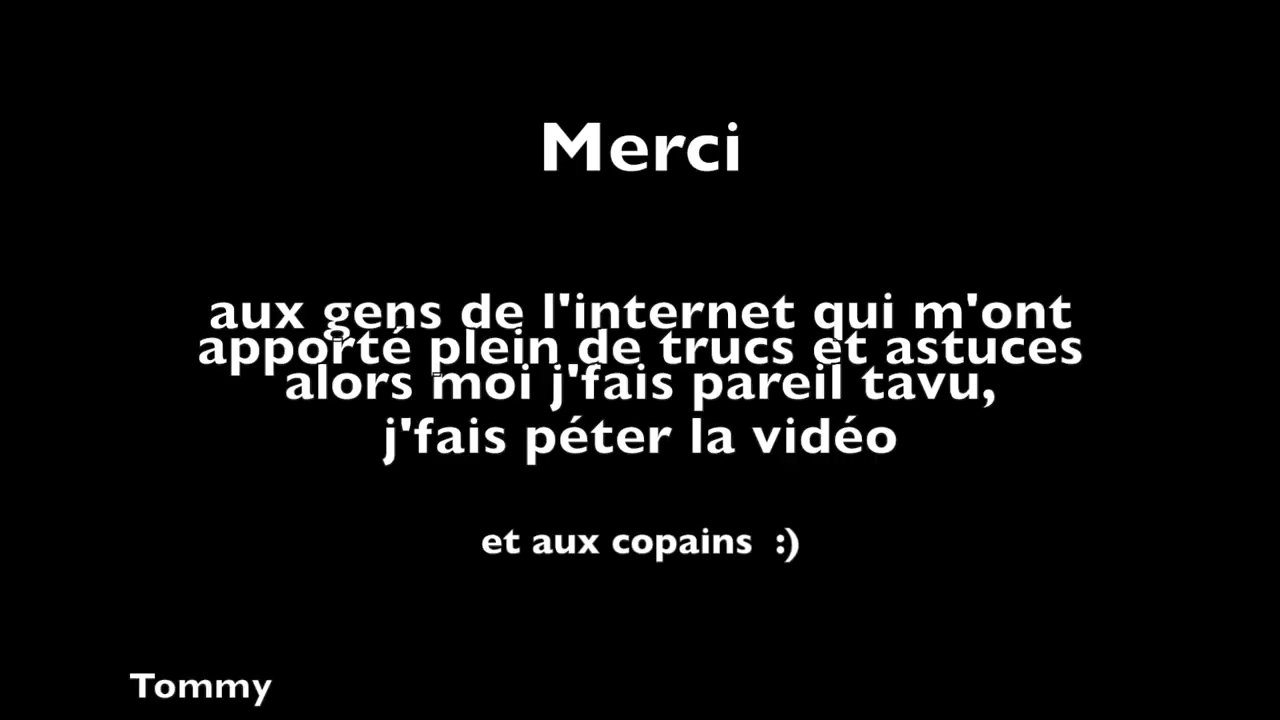 Merci
aux gens de l'internet qui m'ont
apporté plein de trucs et astuces
alors moi j'fais pareil tavu,
j'fais péter la vidéo
et aux copains :)
Tommy